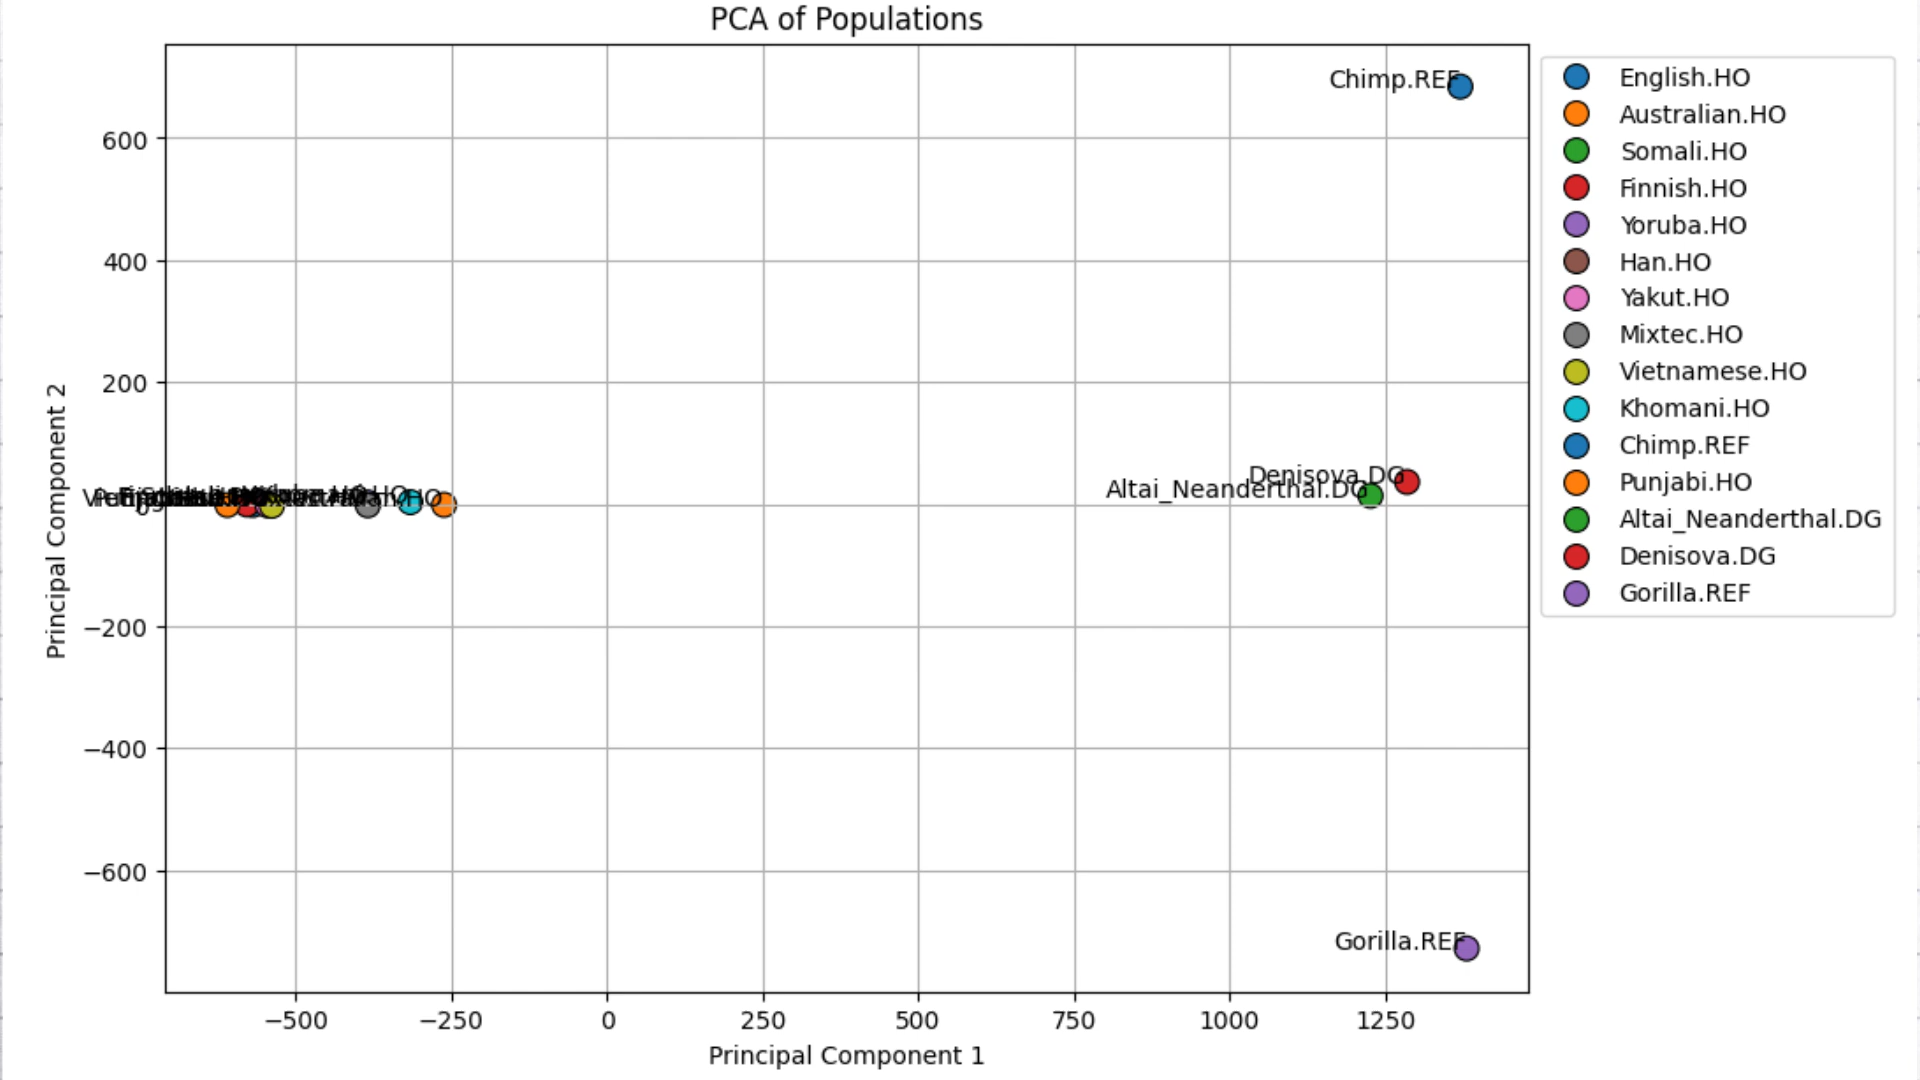 PCA of Populations
Chimp.REF
600
400
200
0
−200
−400
−600
Principal Component 2
Denisova.DG
Altai_Neanderthal.DG
Gorilla.REF
−500
−250
0
250
500
750
1000
1250
Principal Component 1
English.HO
Australian.HO
Somali.HO
Finnish.HO
Yoruba.HO
Han.HO
Yakut.HO
Mixtec.HO
Vietnamese.HO
Khomani.HO
Chimp.REF
Punjabi.HO
Altai_Neanderthal.DG
Denisova.DG
Gorilla.REF